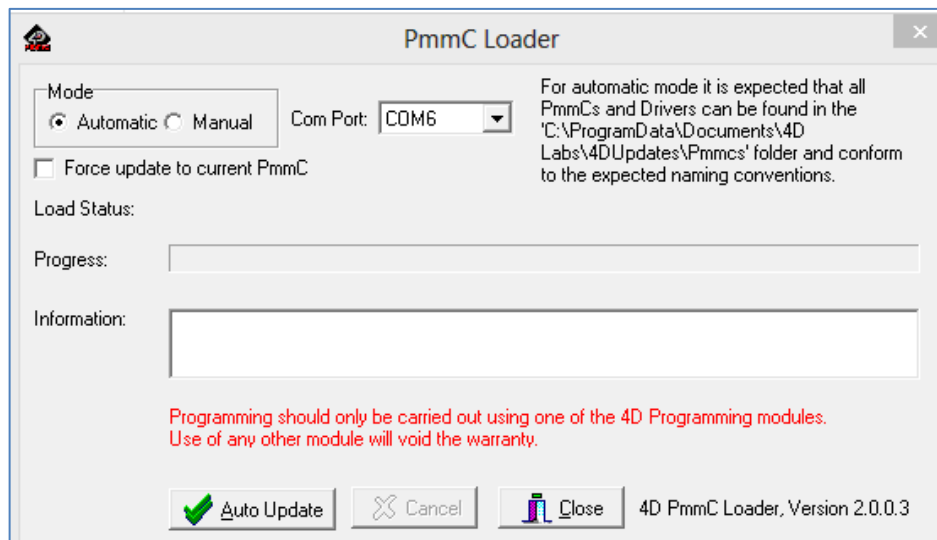 PmmC Loader
Mode
Automatic Manual
Com Port: COM6
For automatic mode it is expected that all
PmmCs and Drivers can be found in the
'C:\ProgramData\Documents\4D
Labs\4DUpdates\Pmmcs' folder and conform
to the expected naming conventions.
Force update to current PmmC
Load Status:
Progress:
Information:
Programming should only be carried out using one of the 4D Programming modules.
Use of any other module will void the warranty.
Auto Update Cancel Close 4D PmmC Loader, Version 2.0.0.3